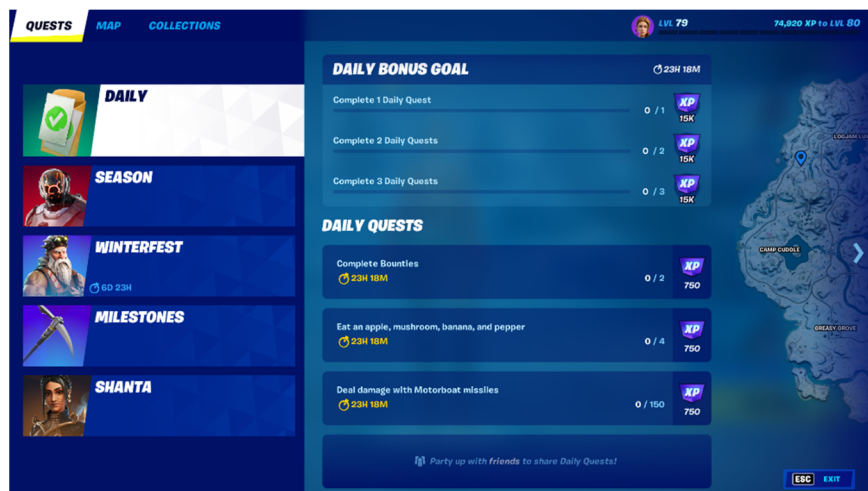 QUESTS MAP COLLECTIONS
LVL 79
74,920 XP to LVL 80
DAILY
SEASON
WINTERFEST
6D 23H
MILESTONES
SHANTA
DAILY BONUS GOAL
23H 18M
Complete 1 Daily Quest
0 / 1
XP
15K
Complete 2 Daily Quests
0 / 2
XP
15K
Complete 3 Daily Quests
0 / 3
XP
15K
DAILY QUESTS
Complete Bounties
23H 18M
0 / 2
XP
750
Eat an apple, mushroom, banana, and pepper
23H 18M
0 / 4
XP
750
Deal damage with Motorboat missiles
23H 18M
0 / 150
XP
750
Party up with friends to share Daily Quests!
LOGJAM
CAMP CUDDLE
GREASY GROVE
ESC EXIT